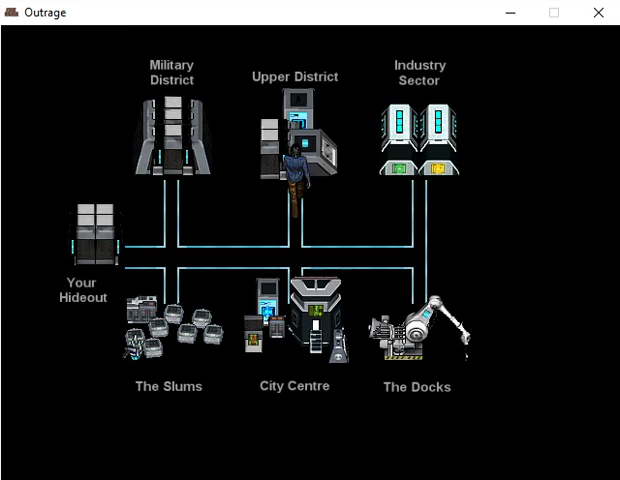 Outrage
Military
District
Upper District
Industry
Sector
Your
Hideout
The Slums
City Centre
The Docks